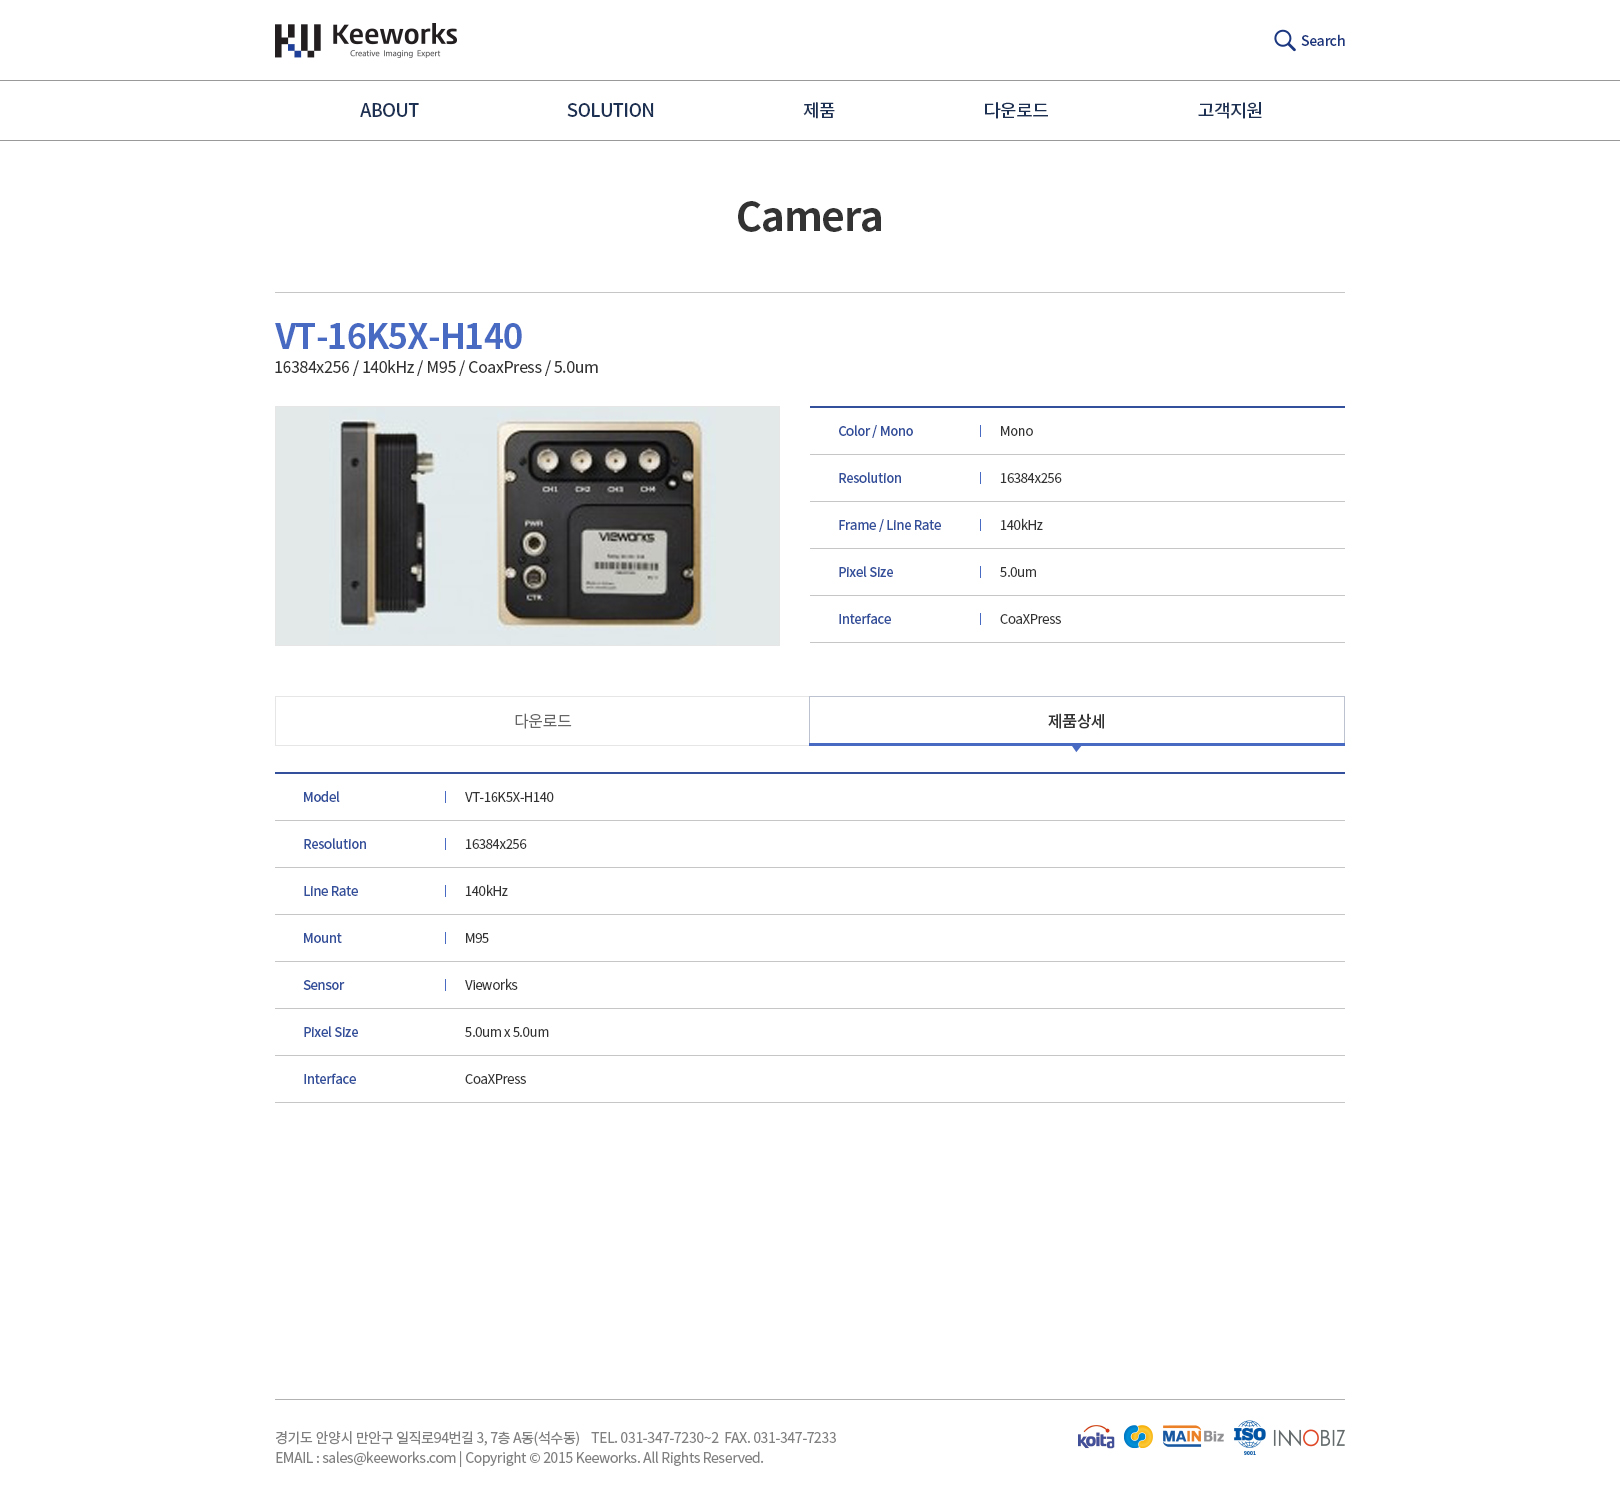 Keeworks
Creative Imaging Expert
Search
ABOUT
SOLUTION
제품
다운로드
고객지원
Camera
VT-16K5X-H140
16384x256 / 140kHz / M95 / CoaxPress / 5.0um
CH1 CH2 CH3 CH4
PWR
CTR
VIEWORKS
Color / Mono
Mono
Resolution
16384x256
Frame / Line Rate
140kHz
Pixel Size
5.0um
Interface
CoaXPress
다운로드
제품상세
Model
VT-16K5X-H140
Resolution
16384x256
Line Rate
140kHz
Mount
M95
Sensor
Vieworks
Pixel Size
5.0um x 5.0um
Interface
CoaXPress
경기도 안양시 만안구 일직로94번길 3, 7층 A동(석수동) TEL. 031-347-7230~2 FAX. 031-347-7233
EMAIL : sales@keeworks.com | Copyright © 2015 Keeworks. All Rights Reserved.
koita
MAINBiz
ISO
9001
INNOBIZ